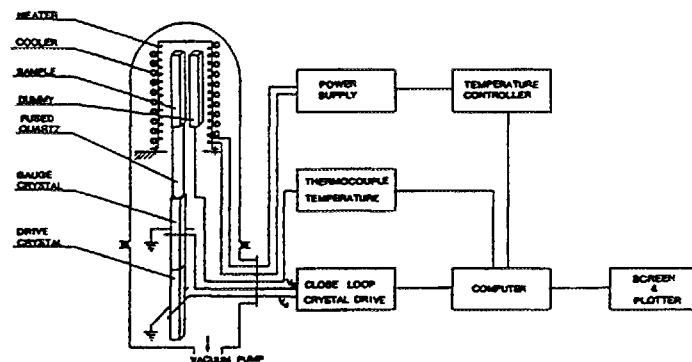 HEATER
COOLER
SAMPLE
DUMMY
FUSED
QUARTZ
GAUGE
CRYSTAL
DRIVE
CRYSTAL
POWER
SUPPLY
TEMPERATURE
CONTROLLER
THERMOCOUPLE
TEMPERATURE
CLOSE LOOP
CRYSTAL DRIVE
COMPUTER
SCREEN
&
PLOTTER
VACUUM PUMP